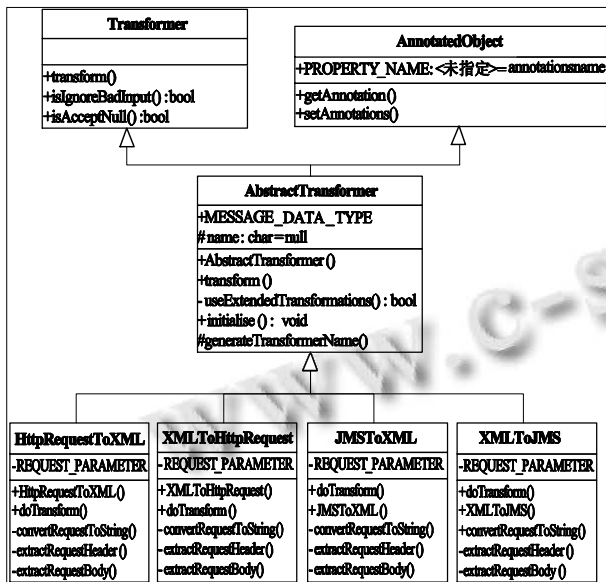 Transformer
+transform()
+isIgnoreBadInput():bool
+isAcceptNull():bool
AnnotatedObject
+PROPERTY_NAME:<未指定>=annotationsname
+getAnnotation()
+setAnnotations()
AbstractTransformer
+MESSAGE_DATA_TYPE
#name: char=null
+AbstractTransformer()
+transform()
-useExtendedTransformations(): bool
+initialise(): void
#generateTransformerName()
HttpRequestToXML
-REQUEST_PARAMETER
+HttpRequestToXML()
+doTransform()
-convertRequestToString()
-extractRequestHeader()
-extractRequestBody()
XMLToHttpRequest
-REQUEST_PARAMETER
+XMLToHttpRequest()
+doTransform()
-convertRequestToString()
-extractRequestHeader()
-extractRequestBody()
JMSToXML
-REQUEST_PARAMETER
+doTransform()
+JMSToXML()
-convertRequestToString()
-extractRequestHeader()
-extractRequestBody()
XMLToJMS
-REQUEST_PARAMETER
+doTransform()
+XMLToJMS()
+convertRequestToString()
-extractRequestHeader()
-extractRequestBody()
www.c-s